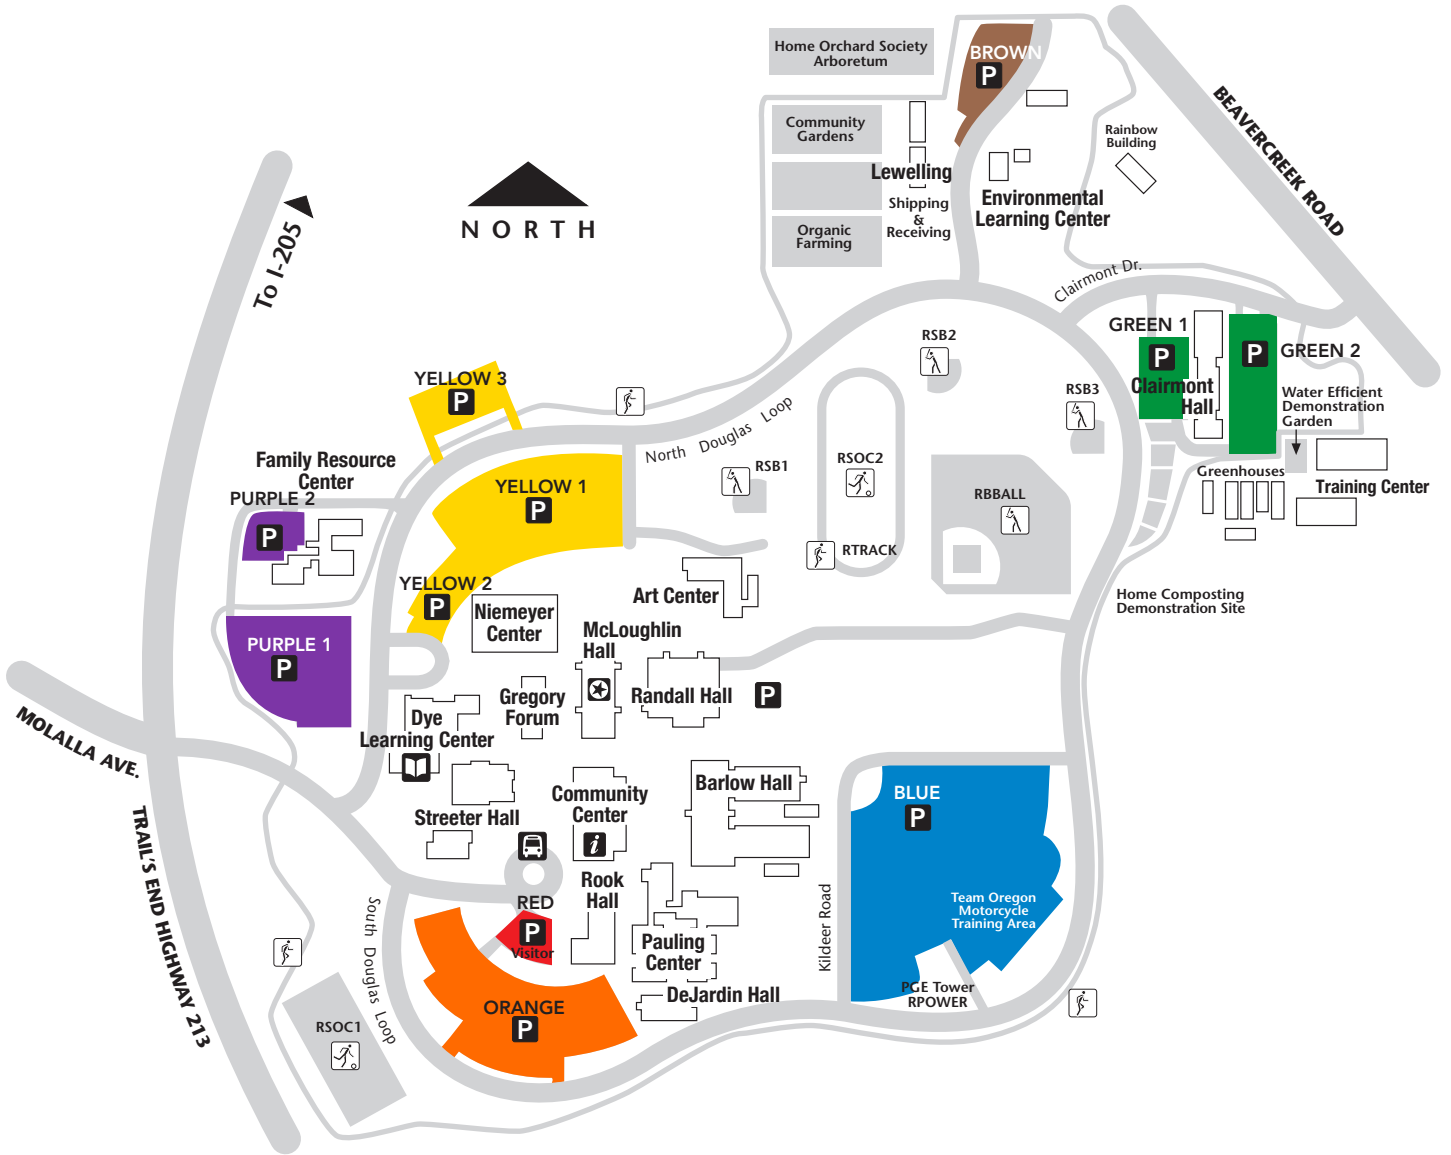 Home Orchard Society
Arboretum
BROWN
P
BEAVERCREEK ROAD
Community
Gardens
Rainbow
Building
Lewelling
Shipping
&
Receiving
Environmental
Learning Center
Organic
Farming
NORTH
To I-205
Clairmont Dr.
GREEN 1
P
P
GREEN 2
Clairmont
Hall
Water Efficient
Demonstration
Garden
RSB2
RSB3
YELLOW 3
P
North Douglas Loop
RSB1
RSOC2
RBBALL
Greenhouses
Training Center
Family Resource
Center
PURPLE 2
P
YELLOW 1
P
RTRACK
YELLOW 2
P
Niemeyer
Center
Art Center
Home Composting
Demonstration Site
McLoughlin
Hall
PURPLE 1
P
Gregory
Forum
Randall Hall
P
Dye
Learning Center
MOLALLA AVE.
TRAIL'S END HIGHWAY 213
Streeter Hall
Community
Center
i
Barlow Hall
BLUE
P
Rook
Hall
RED
P
Visitor
South Douglas Loop
Kildeer Road
Team Oregon
Motorcycle
Training Area
Pauling
Center
PGE Tower
RPOWER
DeJardin Hall
ORANGE
P
RSOC1